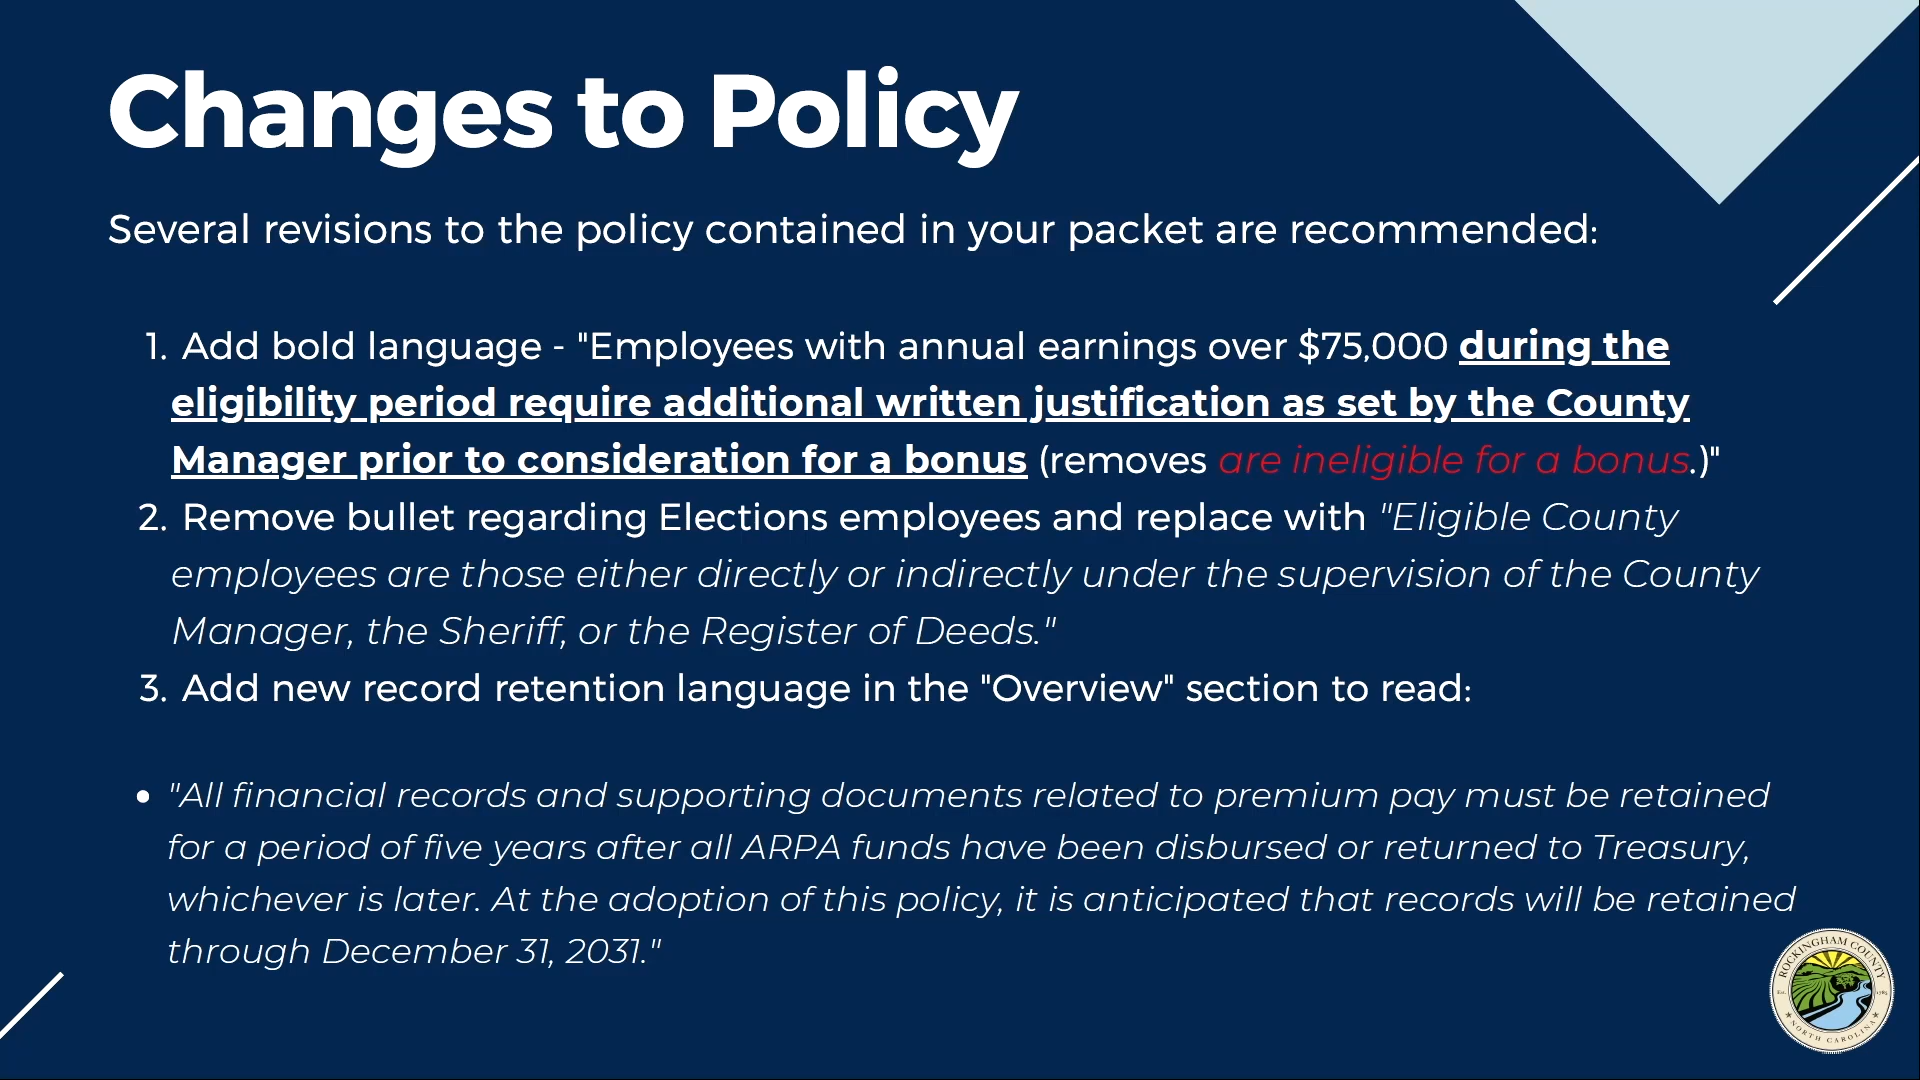 Changes to Policy
Several revisions to the policy contained in your packet are recommended:
1. Add bold language - "Employees with annual earnings over $75,000 during the
eligibility period require additional written justification as set by the County
Manager prior to consideration for a bonus (removes are ineligible for a bonus.)"
2. Remove bullet regarding Elections employees and replace with "Eligible County
employees are those either directly or indirectly under the supervision of the County
Manager, the Sheriff, or the Register of Deeds."
3. Add new record retention language in the "Overview" section to read:
• "All financial records and supporting documents related to premium pay must be retained
for a period of five years after all ARPA funds have been disbursed or returned to Treasury,
whichever is later. At the adoption of this policy, it is anticipated that records will be retained
through December 31, 2031."
ROCKINGHAM COUNTY
Est. 1785
NORTH CAROLINA